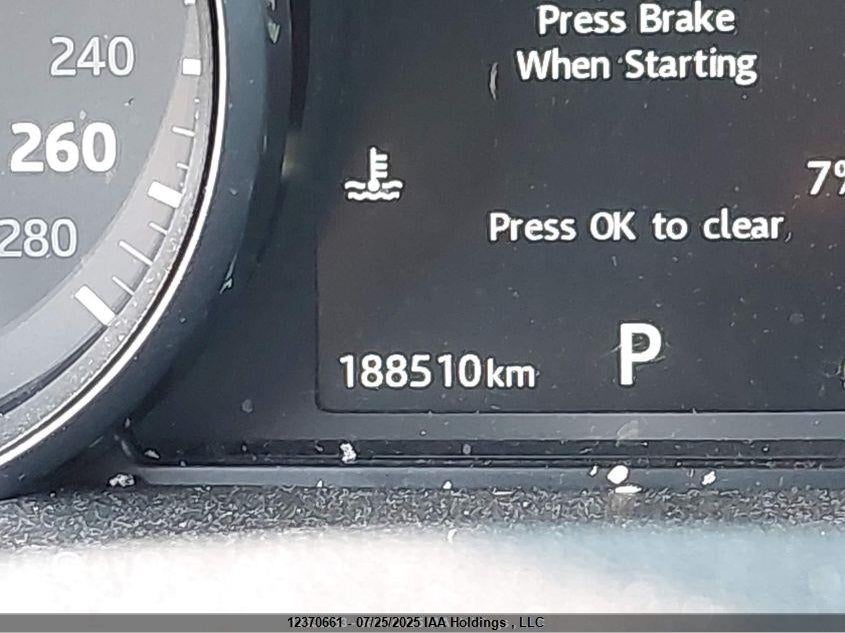 240
260
280
Press Brake
When Starting
7%
Press OK to clear
188510km
P
12370661 - 07/25/2025 IAA Holdings , LLC